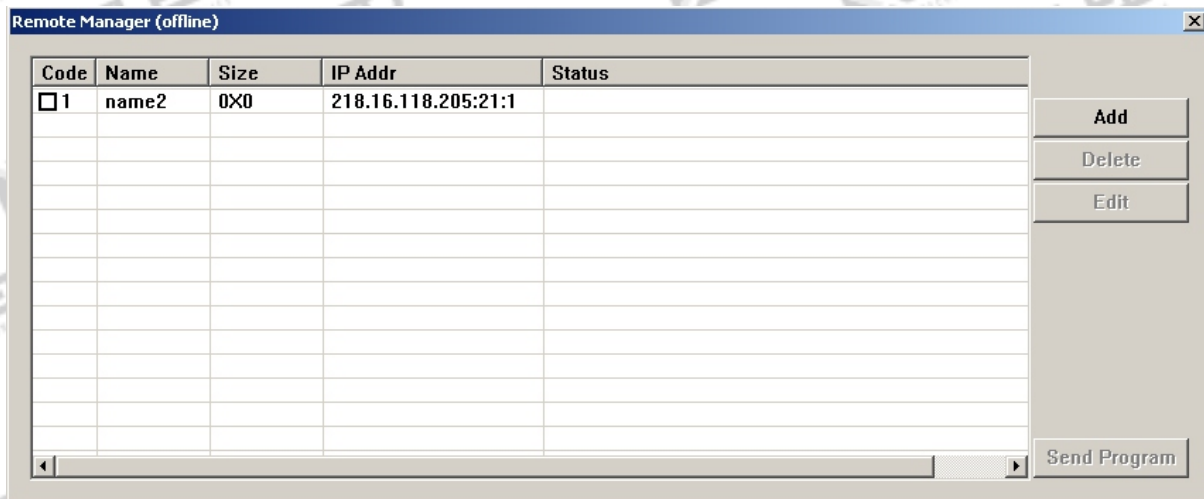 Remote Manager (offline)
Code Name Size IP Addr Status
1 name2 0X0 218.16.118.205:21:1
Add
Delete
Edit
Send Program